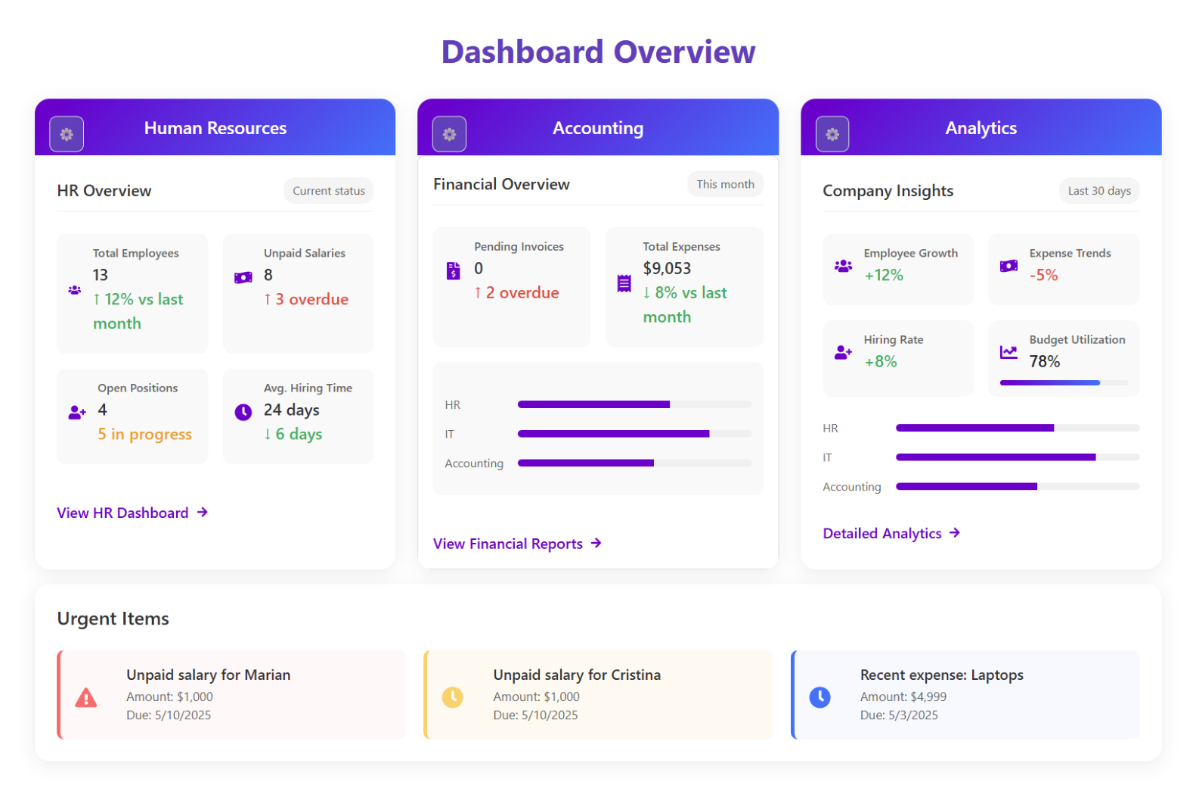 Dashboard Overview
Human Resources
HR Overview
Current status
Total Employees
13
↑ 12% vs last
month
Unpaid Salaries
8
↑ 3 overdue
Open Positions
4
5 in progress
Avg. Hiring Time
24 days
↓ 6 days
View HR Dashboard →
Accounting
Financial Overview
This month
Pending Invoices
0
↑ 2 overdue
Total Expenses
$9,053
↓ 8% vs last
month
HR
IT
Accounting
View Financial Reports →
Analytics
Company Insights
Last 30 days
Employee Growth
+12%
Expense Trends
-5%
Hiring Rate
+8%
Budget Utilization
78%
HR
IT
Accounting
Detailed Analytics →
Urgent Items
Unpaid salary for Marian
Amount: $1,000
Due: 5/10/2025
Unpaid salary for Cristina
Amount: $1,000
Due: 5/10/2025
Recent expense: Laptops
Amount: $4,999
Due: 5/3/2025